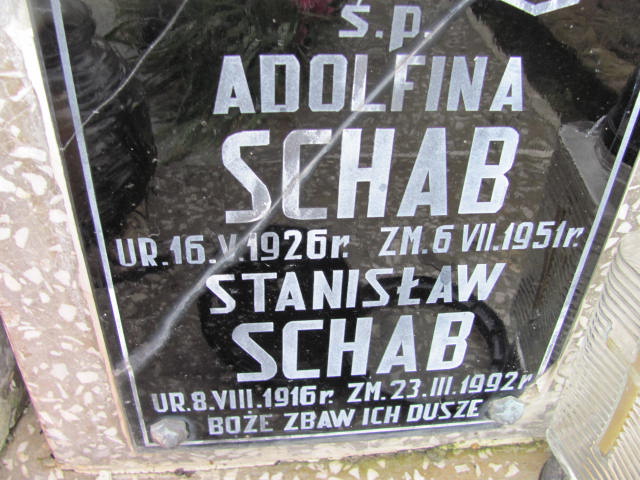 ś.p.
ADOLFINA
SCHAB
UR.16.V.1926r. ZM.6 VII.1951r.
STANISŁAW
SCHAB
UR.8.VIII.1916r. ZM.23.III.1992r.
BOŻE ZBAW ICH DUSZE